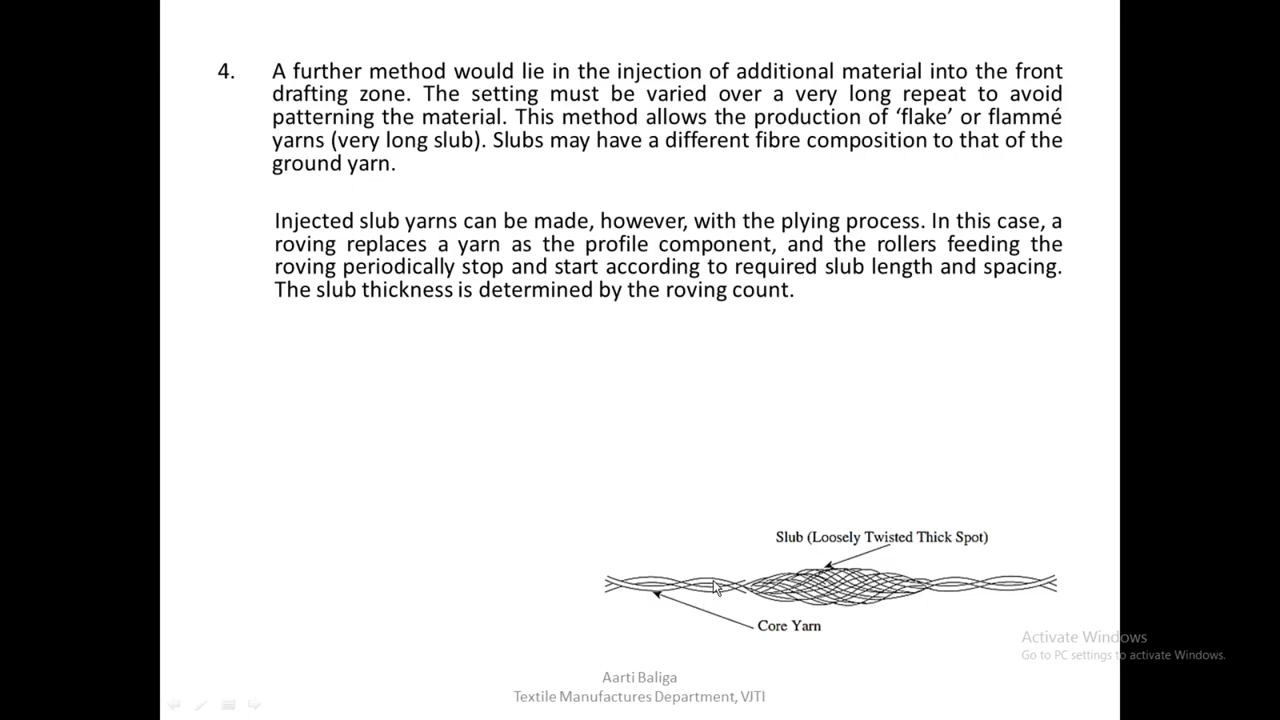 4. A further method would lie in the injection of additional material into the front
drafting zone. The setting must be varied over a very long repeat to avoid
patterning the material. This method allows the production of ‘flake’ or flammé
yarns (very long slub). Slubs may have a different fibre composition to that of the
ground yarn.
Injected slub yarns can be made, however, with the plying process. In this case, a
roving replaces a yarn as the profile component, and the rollers feeding the
roving periodically stop and start according to required slub length and spacing.
The slub thickness is determined by the roving count.
Slub (Loosely Twisted Thick Spot)
Core Yarn
Activate Windows
Go to PC settings to activate Windows.
Aarti Baliga
Textile Manufactures Department, VJTI